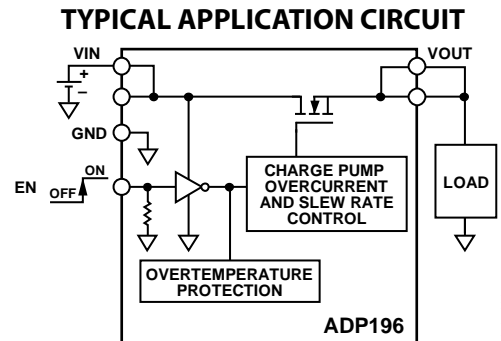 TYPICAL APPLICATION CIRCUIT
VIN
VOUT
+
–
GND
EN
OFF
ON
CHARGE PUMP
OVERCURRENT
AND SLEW RATE
CONTROL
LOAD
OVERTEMPERATURE
PROTECTION
ADP196